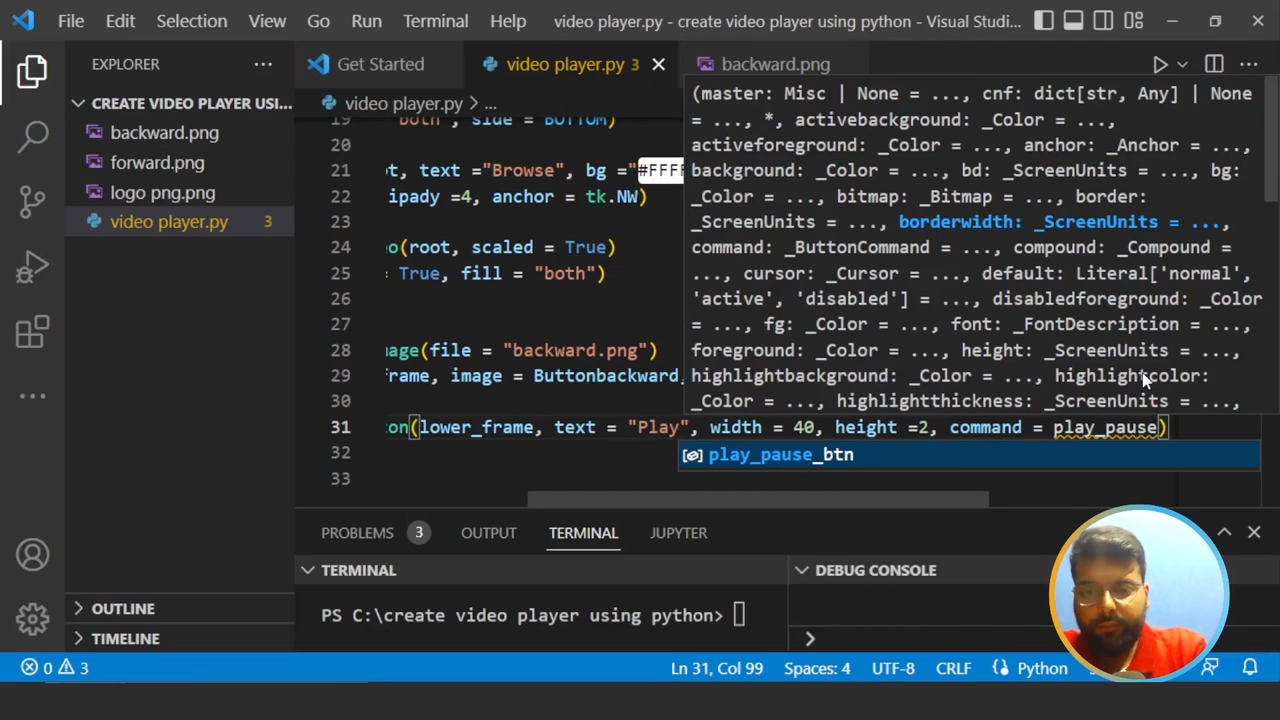 File Edit Selection View Go Run Terminal Help video player.py - create video player using python - Visual Studi...
EXPLORER
CREATE VIDEO PLAYER USI...
backward.png
forward.png
logo png.png
video player.py 3
OUTLINE
TIMELINE
Get Started video player.py 3 backward.png
video player.py > ...
19 "both", side = BOTTOM)
20
21 ot, text ="Browse", bg ="#FFFF
22 ipady =4, anchor = tk.NW)
23
24 o(root, scaled = True)
25 = True, fill = "both")
26
27
28 age(file = "backward.png")
29 rame, image = Buttonbackward,
30
31 on(lower_frame, text = "Play", width = 40, height =2, command = play_pause)
32
33
(master: Misc | None = ..., cnf: dict[str, Any] | None
= ..., *, activebackground: _Color = ...,
activeforeground: _Color = ..., anchor: _Anchor = ...,
background: _Color = ..., bd: _ScreenUnits = ..., bg:
_Color = ..., bitmap: _Bitmap = ..., border:
_ScreenUnits = ..., borderwidth: _ScreenUnits = ...,
command: _ButtonCommand = ..., compound: _Compound =
..., cursor: _Cursor = ..., default: Literal['normal',
'active', 'disabled'] = ..., disabledforeground: _Color
= ..., fg: _Color = ..., font: _FontDescription = ...,
foreground: _Color = ..., height: _ScreenUnits = ...,
highlightbackground: _Color = ..., highlightcolor:
_Color = ..., highlightthickness: _ScreenUnits = ...,
play_pause_btn
PROBLEMS 3 OUTPUT TERMINAL JUPYTER
TERMINAL
PS C:\create video player using python>
DEBUG CONSOLE
0 3 Ln 31, Col 99 Spaces: 4 UTF-8 CRLF Python